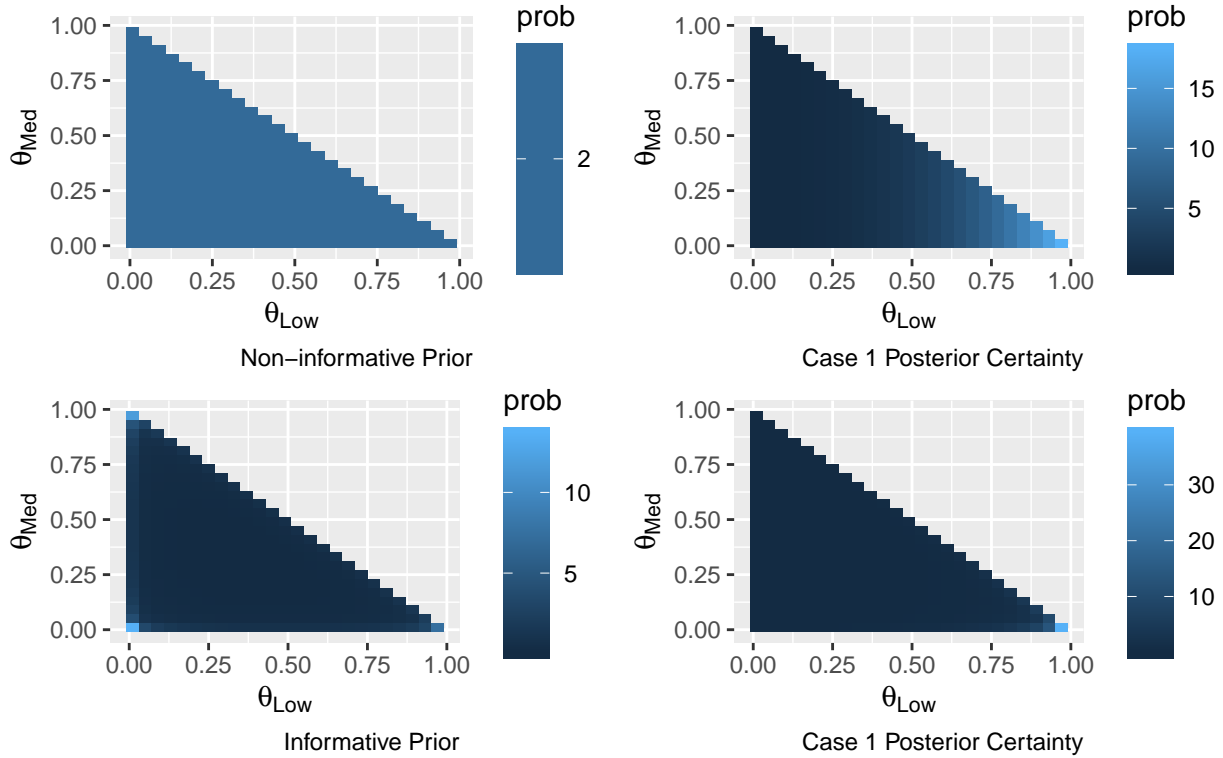 prob
1.00
0.75
0.50
0.25
0.00
θMed
2
0.00 0.25 0.50 0.75 1.00
θLow
Non−informative Prior
prob
1.00
0.75
0.50
0.25
0.00
θMed
15
10
5
0.00 0.25 0.50 0.75 1.00
θLow
Case 1 Posterior Certainty
prob
1.00
0.75
0.50
0.25
0.00
θMed
10
5
0.00 0.25 0.50 0.75 1.00
θLow
Informative Prior
prob
1.00
0.75
0.50
0.25
0.00
θMed
30
20
10
0.00 0.25 0.50 0.75 1.00
θLow
Case 1 Posterior Certainty